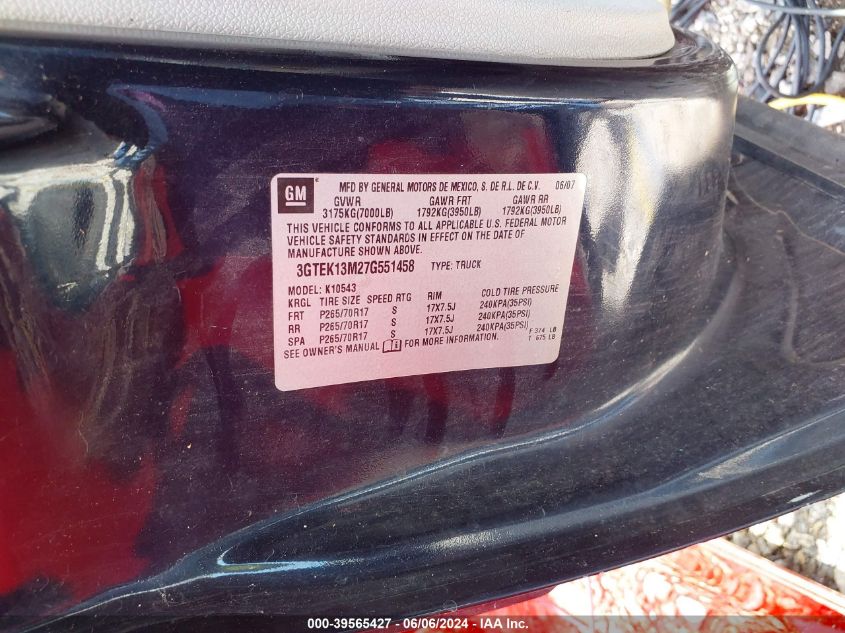 GM MFD BY GENERAL MOTORS DE MEXICO, S. DE R.L. DE C.V. 06/07
GVWR GAWR FRT GAWR RR
3175KG(7000LB) 1792KG(3950LB) 1792KG(3950LB)
THIS VEHICLE CONFORMS TO ALL APPLICABLE U.S. FEDERAL MOTOR
VEHICLE SAFETY STANDARDS IN EFFECT ON THE DATE OF
MANUFACTURE SHOWN ABOVE.
3GTEK13M27G551458 TYPE: TRUCK
MODEL: K10543
KRGL TIRE SIZE SPEED RTG RIM COLD TIRE PRESSURE
FRT P265/70R17 S 17X7.5J 240KPA(35PSI)
RR P265/70R17 S 17X7.5J 240KPA(35PSI)
SPA P265/70R17 S 17X7.5J 240KPA(35PSI) F 374 LB
SEE OWNER'S MANUAL FOR MORE INFORMATION. T 675 LB
000-39565427 - 06/06/2024 - IAA Inc.